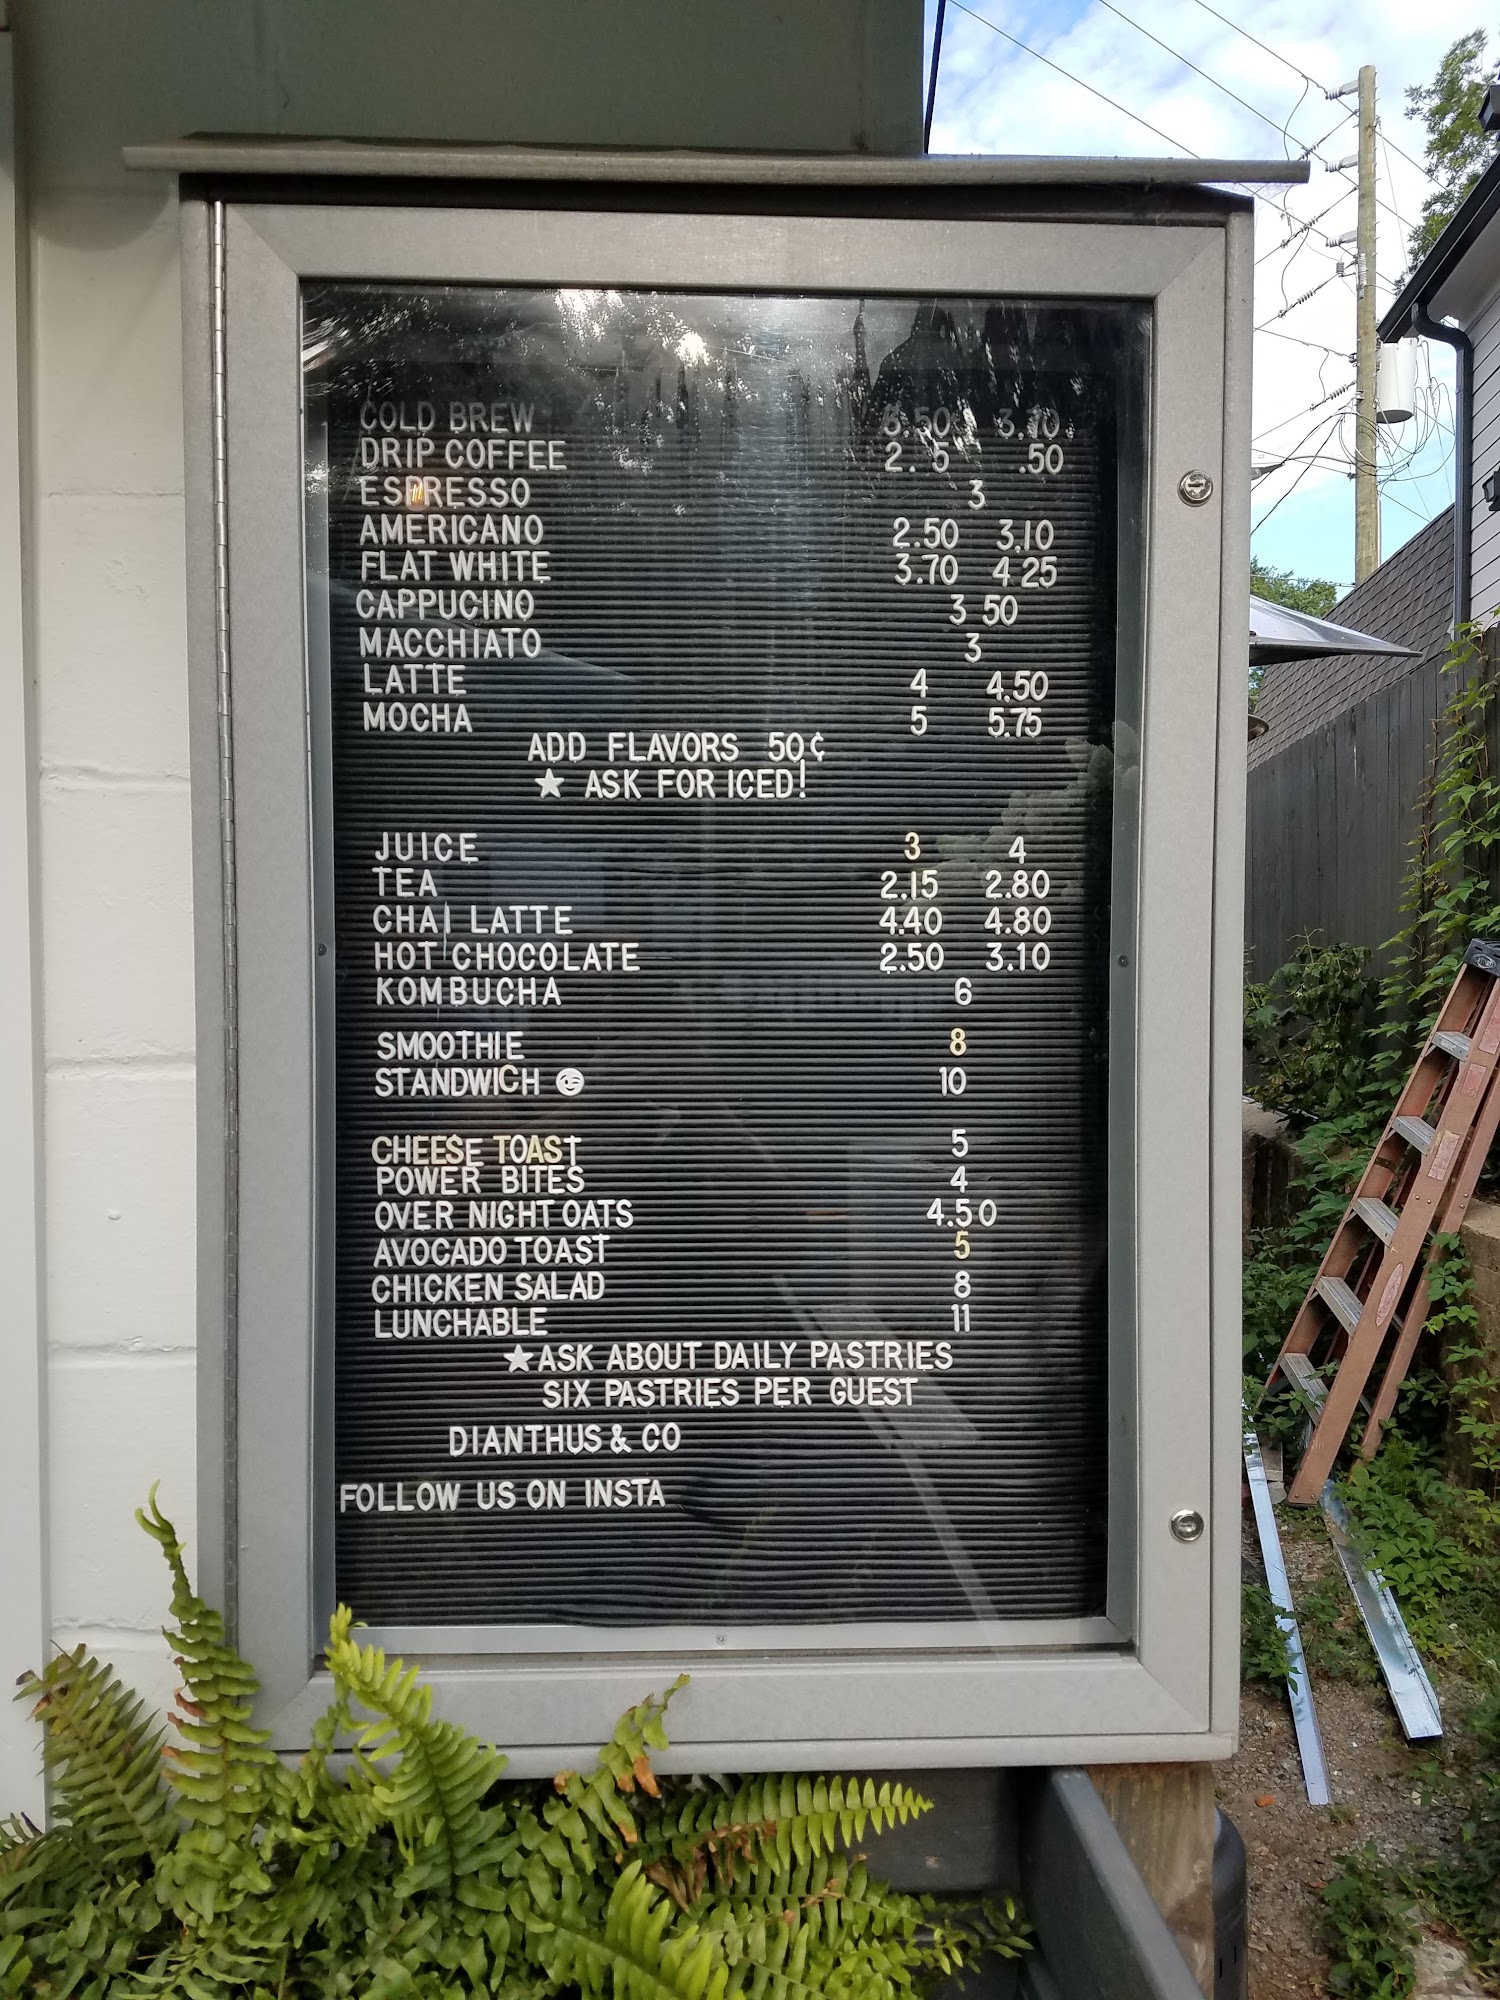 COLD BREW 3.50 3.70
DRIP COFFEE 2. 5 .50
ESPRESSO 3
AMERICANO 2.50 3.10
FLAT WHITE 3.70 4 25
CAPPUCINO 3 50
MACCHIATO 3
LATTE 4 4.50
MOCHA 5 5.75
ADD FLAVORS 50¢
★ ASK FOR ICED!
JUICE 3 4
TEA 2.15 2.80
CHAI LATTE 4.40 4.80
HOT CHOCOLATE 2.50 3.10
KOMBUCHA 6
SMOOTHIE 8
STANDWICH 10
CHEESE TOAST 5
POWER BITES 4
OVER NIGHT OATS 4.50
AVOCADO TOAST 5
CHICKEN SALAD 8
LUNCHABLE 11
★ ASK ABOUT DAILY PASTRIES
SIX PASTRIES PER GUEST
DIANTHUS & CO
FOLLOW US ON INSTA